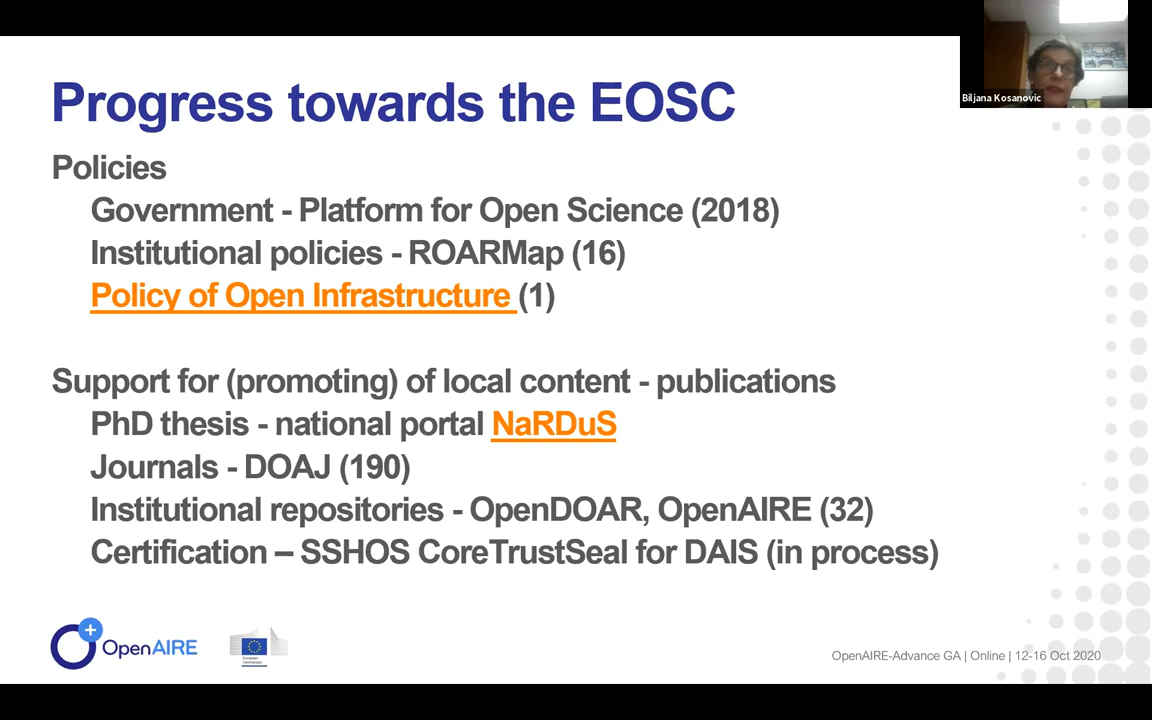 Biljana Kosanovic
Progress towards the EOSC
Policies
Government - Platform for Open Science (2018)
Institutional policies - ROARMap (16)
Policy of Open Infrastructure (1)
Support for (promoting) of local content - publications
PhD thesis - national portal NaRDuS
Journals - DOAJ (190)
Institutional repositories - OpenDOAR, OpenAIRE (32)
Certification – SSHOS CoreTrustSeal for DAIS (in process)
OpenAIRE
European
Commission
OpenAIRE-Advance GA | Online | 12-16 Oct 2020